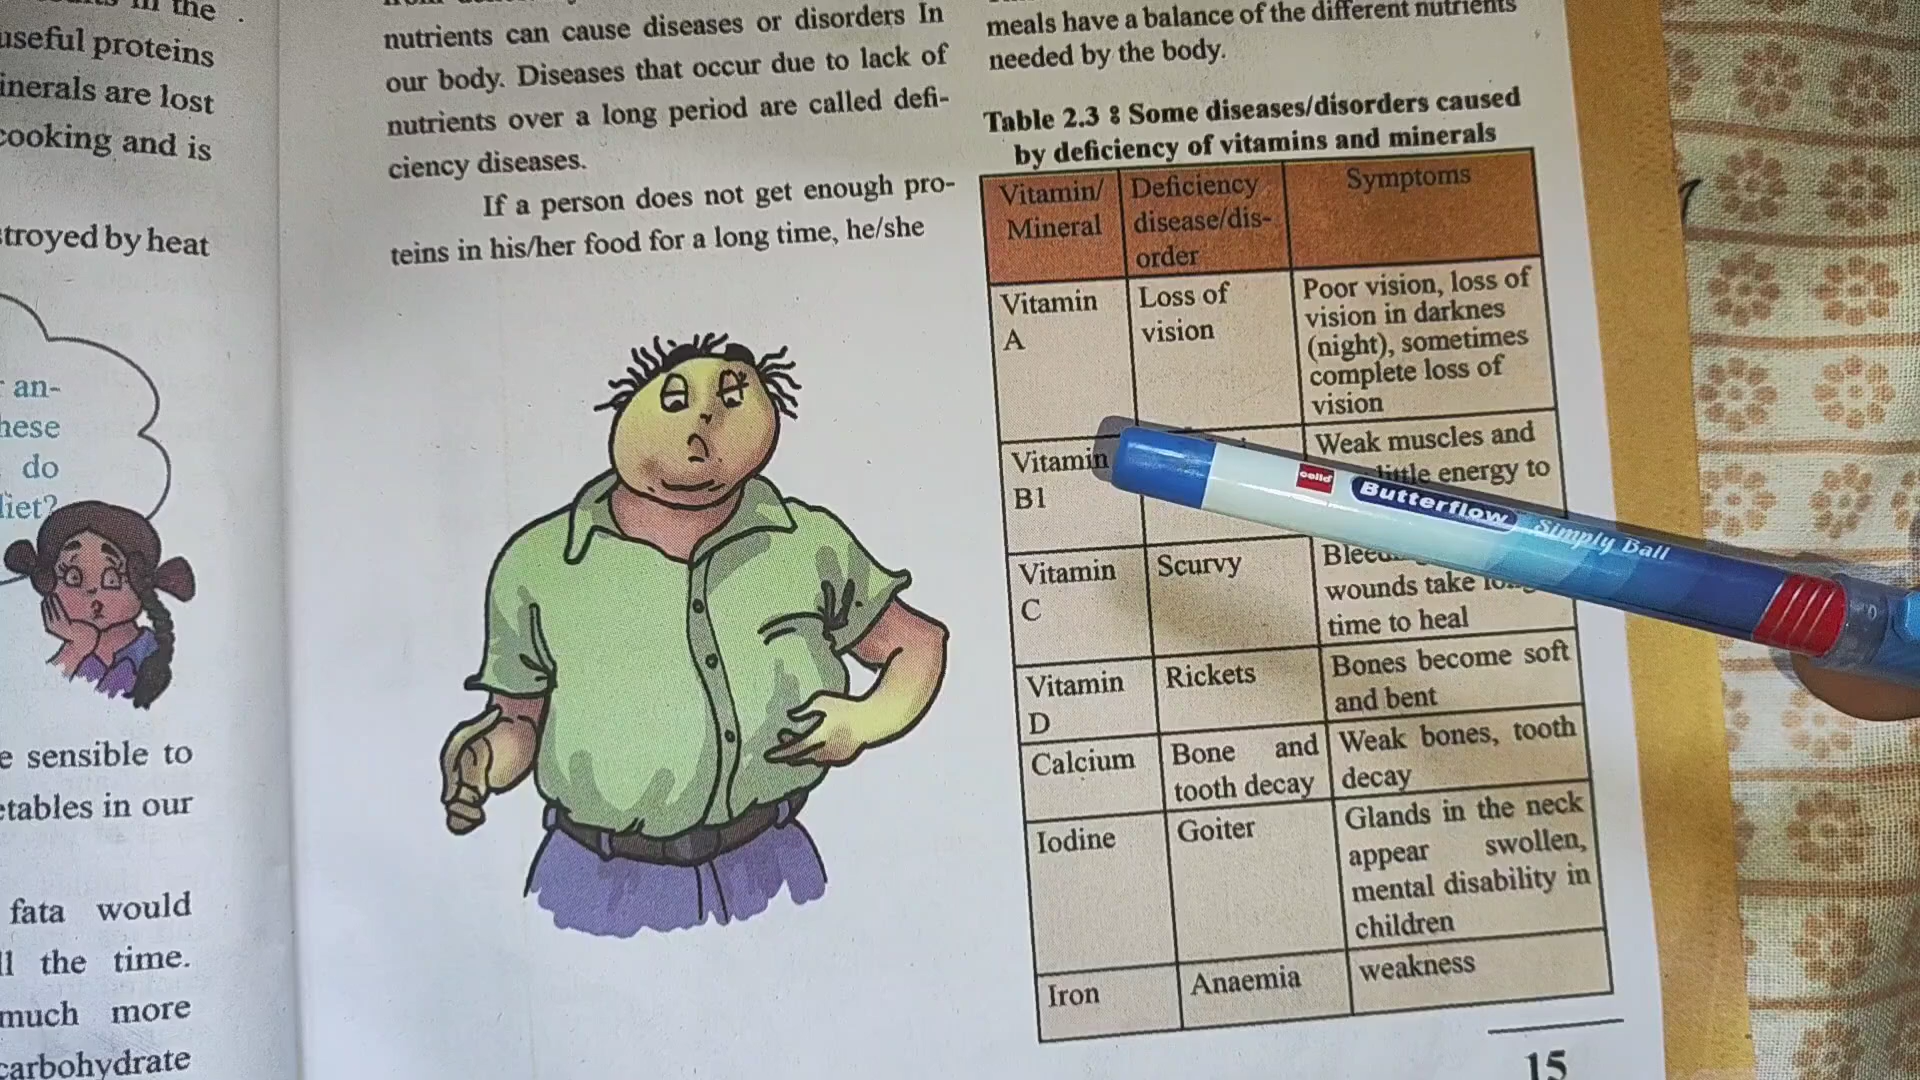 in the .
useful proteins
inerals are lost
cooking and is
troyed by heat
an-
hese
do
liet?
e sensible to
etables in our
fata would
ll the time.
much more
carbohydrate
nutrients can cause diseases or disorders In
our body. Diseases that occur due to lack of
nutrients over a long period are called defi-
ciency diseases.
If a person does not get enough pro-
teins in his/her food for a long time, he/she
meals have a balance of the different nutrients
needed by the body.
Table 2.3 8 Some diseases/disorders caused
by deficiency of vitamins and minerals
Vitamin/
Mineral
Deficiency
disease/dis-
order
Symptoms
Vitamin
A
Loss of
vision
Poor vision, loss of
vision in darknes
(night), sometimes
complete loss of
vision
Vitamin
B1
Weak muscles and
little energy to
Vitamin
C
Scurvy
wounds take
time to heal
Vitamin
D
Rickets
Bones become soft
and bent
Calcium
Bone and
tooth decay
Weak bones, tooth
decay
Iodine
Goiter
Glands in the neck
appear swollen,
mental disability in
children
Iron
Anaemia
weakness
cello
Butterflow Simply Ball
15